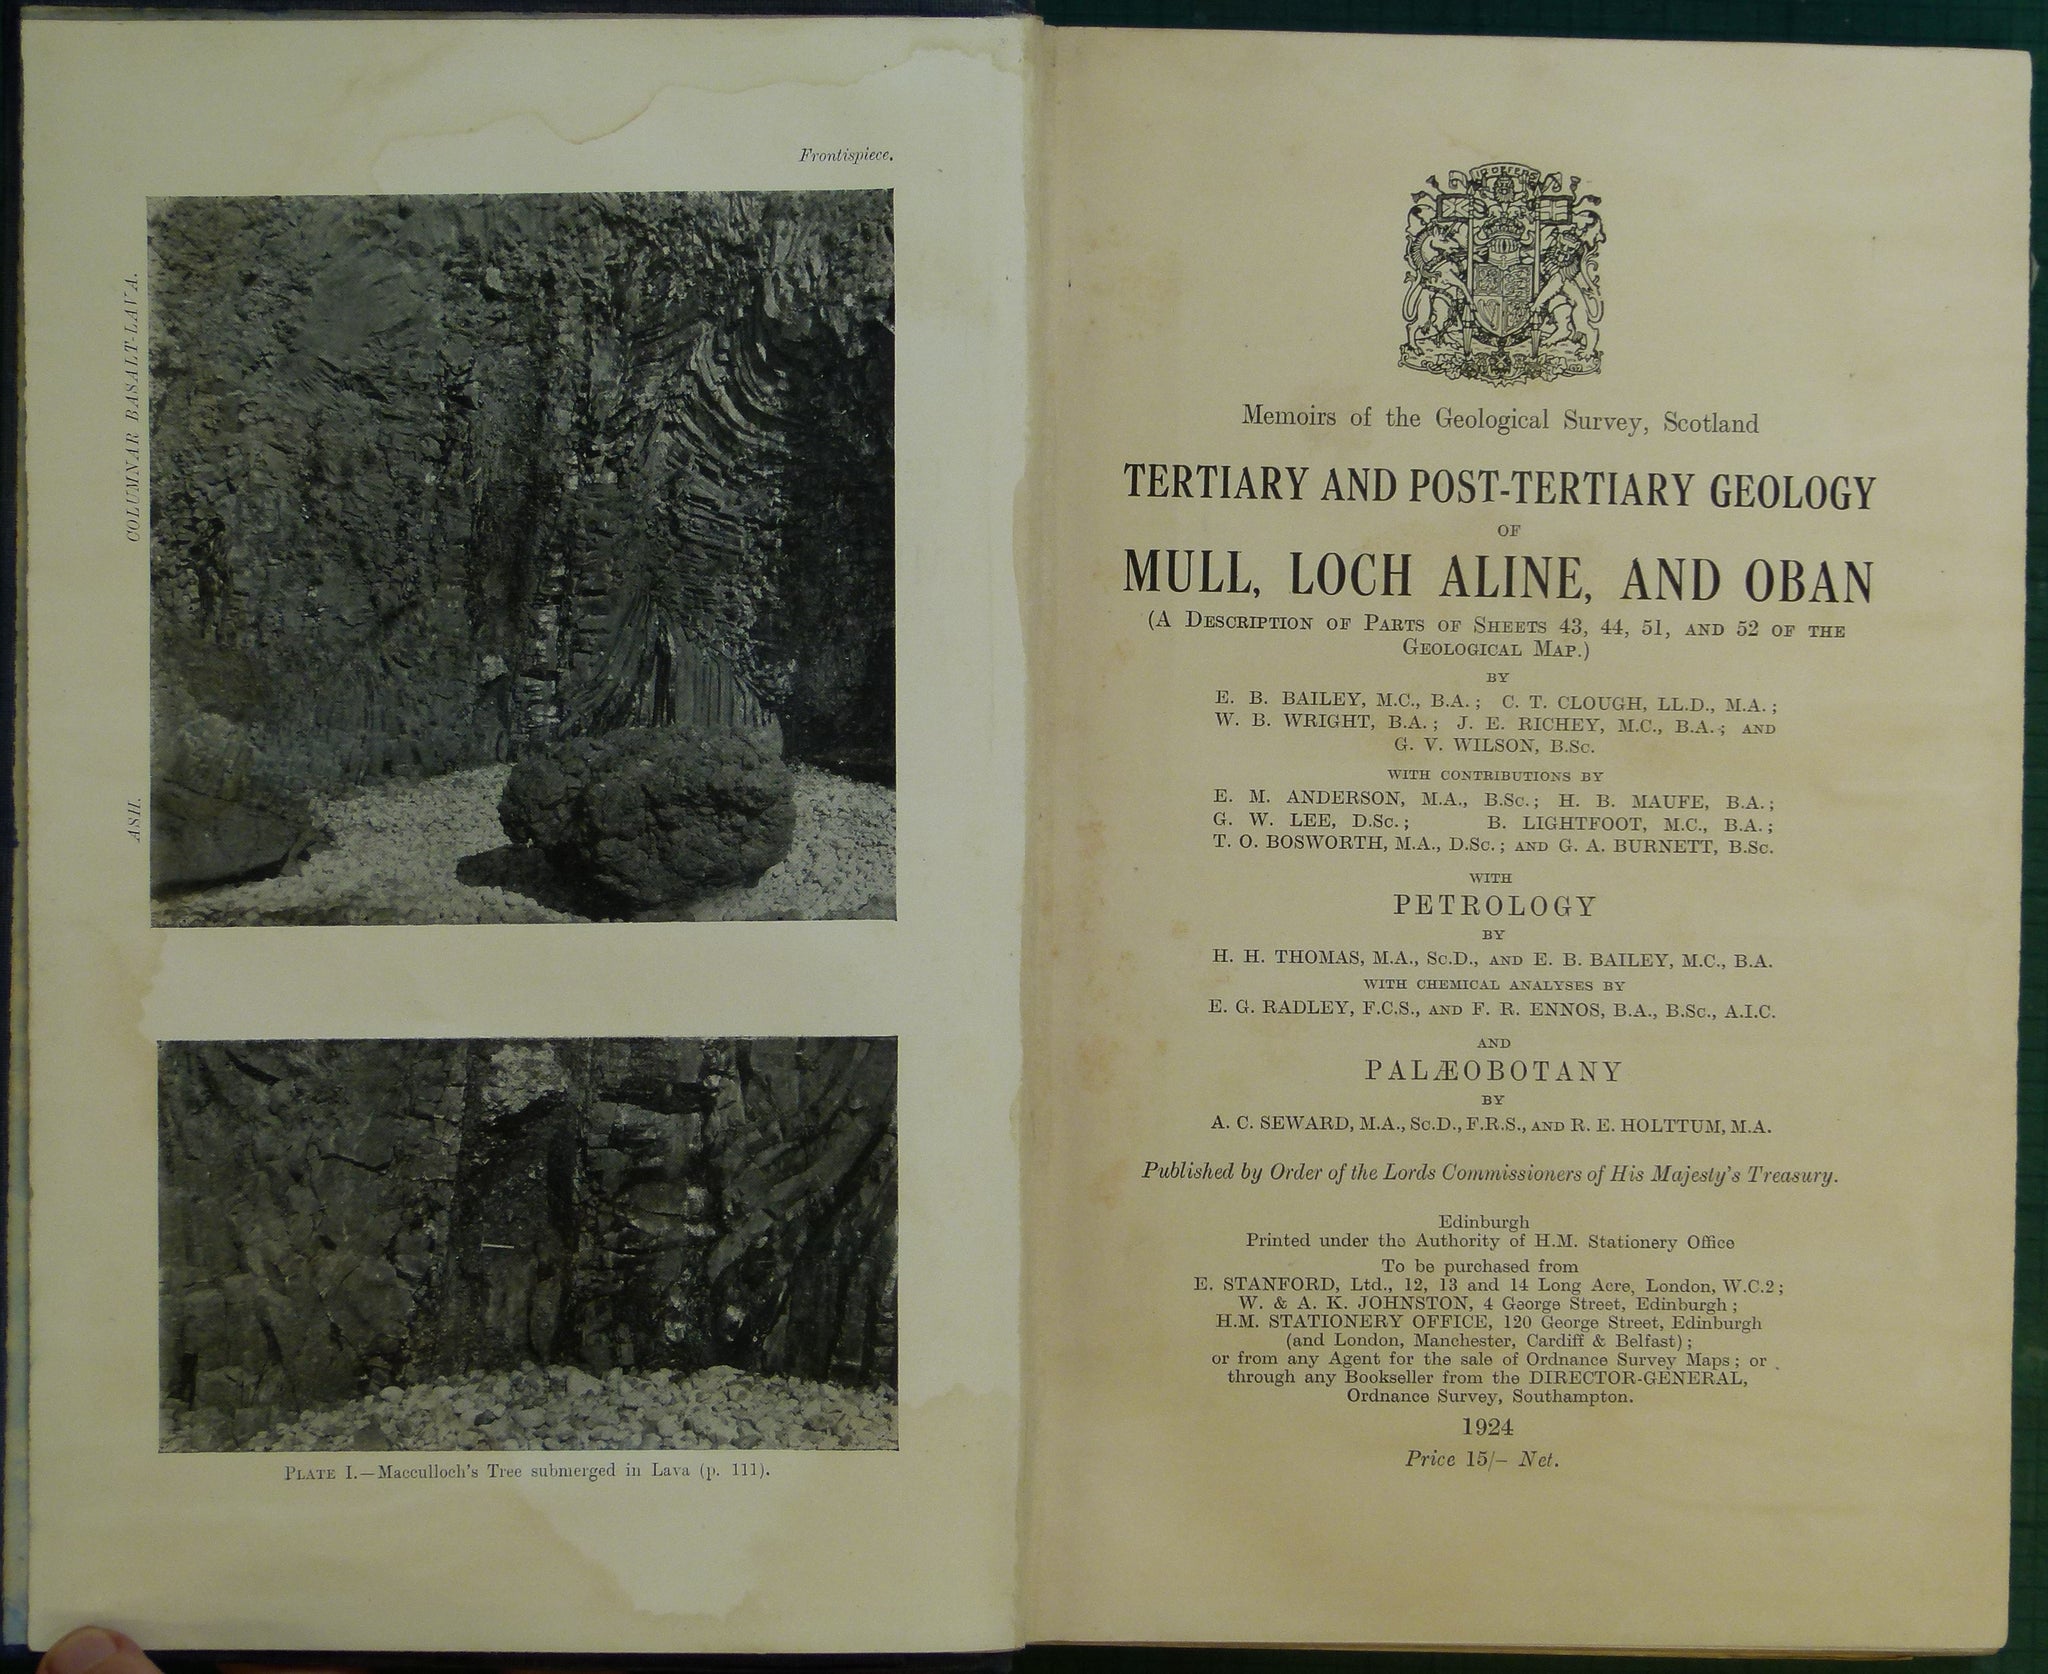 Frontispiece.
COLUMNAR BASALT-LAVA.
ASH.
PLATE I.—Macculloch's Tree submerged in Lava (p. 111).
Memoirs of the Geological Survey, Scotland
TERTIARY AND POST-TERTIARY GEOLOGY
OF
MULL, LOCH ALINE, AND OBAN
(A DESCRIPTION OF PARTS OF SHEETS 43, 44, 51, AND 52 OF THE
GEOLOGICAL MAP.)
BY
E. B. BAILEY, M.C., B.A.; C. T. CLOUGH, LL.D., M.A.;
W. B. WRIGHT, B.A.; J. E. RICHEY, M.C., B.A.; AND
G. V. WILSON, B.Sc.
WITH CONTRIBUTIONS BY
E. M. ANDERSON, M.A., B.Sc.; H. B. MAUFE, B.A.;
G. W. LEE, D.Sc.; B. LIGHTFOOT, M.C., B.A.;
T. O. BOSWORTH, M.A., D.Sc.; AND G. A. BURNETT, B.Sc.
WITH
PETROLOGY
BY
H. H. THOMAS, M.A., Sc.D., AND E. B. BAILEY, M.C., B.A.
WITH CHEMICAL ANALYSES BY
E. G. RADLEY, F.C.S., AND F. R. ENNOS, B.A., B.Sc., A.I.C.
AND
PALÆOBOTANY
BY
A. C. SEWARD, M.A., Sc.D., F.R.S., AND R. E. HOLTTUM, M.A.
Published by Order of the Lords Commissioners of His Majesty's Treasury.
Edinburgh
Printed under the Authority of H.M. Stationery Office
To be purchased from
E. STANFORD, Ltd., 12, 13 and 14 Long Acre, London, W.C.2;
W. & A. K. JOHNSTON, 4 George Street, Edinburgh;
H.M. STATIONERY OFFICE, 120 George Street, Edinburgh
(and London, Manchester, Cardiff & Belfast);
or from any Agent for the sale of Ordnance Survey Maps; or
through any Bookseller from the DIRECTOR-GENERAL,
Ordnance Survey, Southampton.
1924
Price 15/- Net.